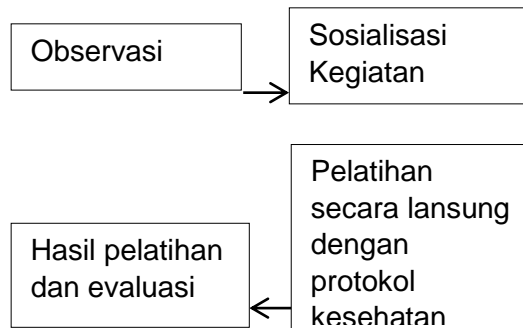 Observasi
Sosialisasi
Kegiatan
Pelatihan
secara lansung
dengan
protokol
kesehatan
Hasil pelatihan
dan evaluasi